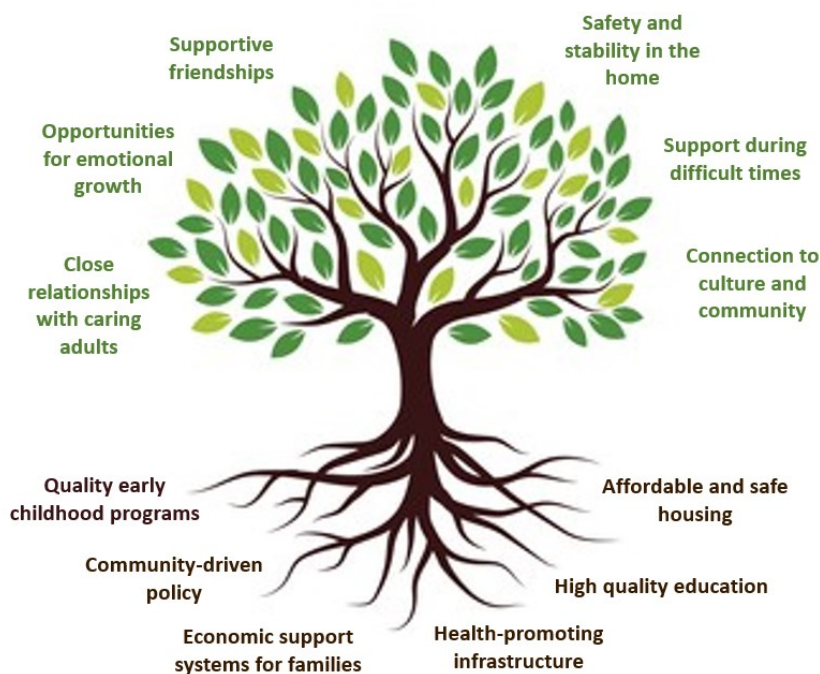 Supportive
friendships
Safety and
stability in the
home
Opportunities
for emotional
growth
Support during
difficult times
Close
relationships
with caring
adults
Connection to
culture and
community
Quality early
childhood programs
Affordable and safe
housing
Community-driven
policy
High quality education
Economic support
systems for families
Health-promoting
infrastructure